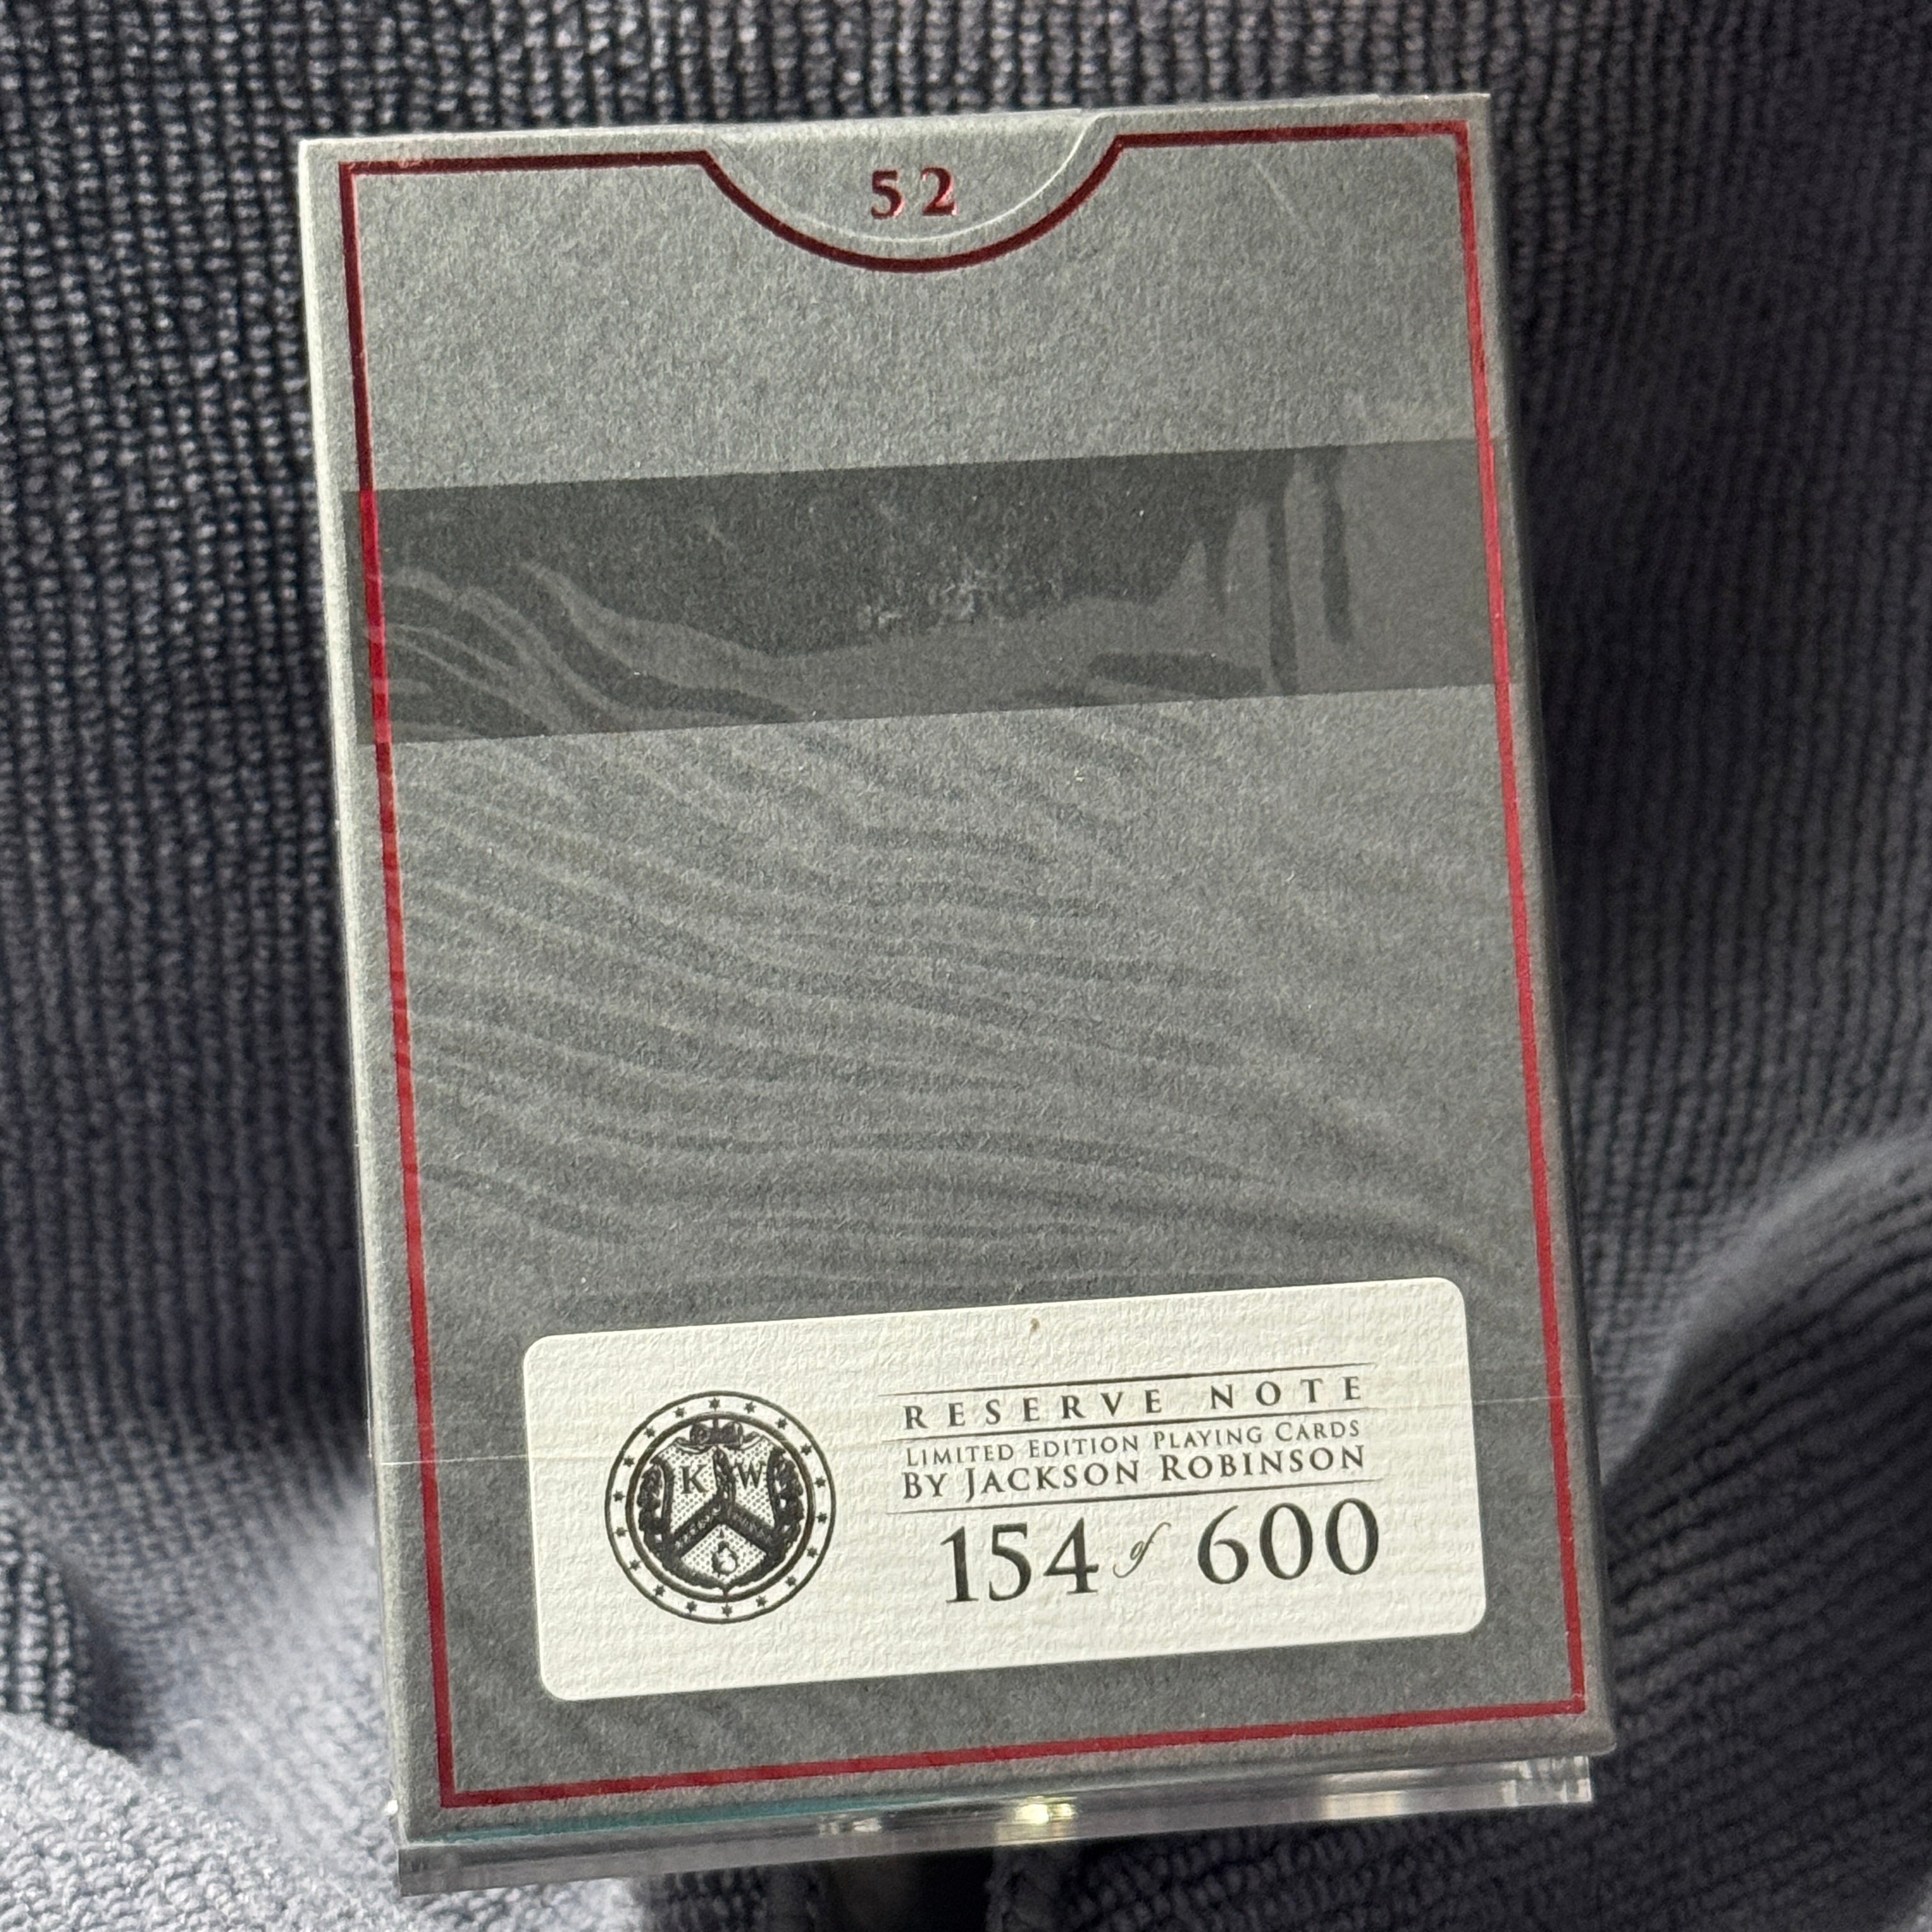 52
K W
RESERVE NOTE
LIMITED EDITION PLAYING CARDS
BY JACKSON ROBINSON
154 of 600